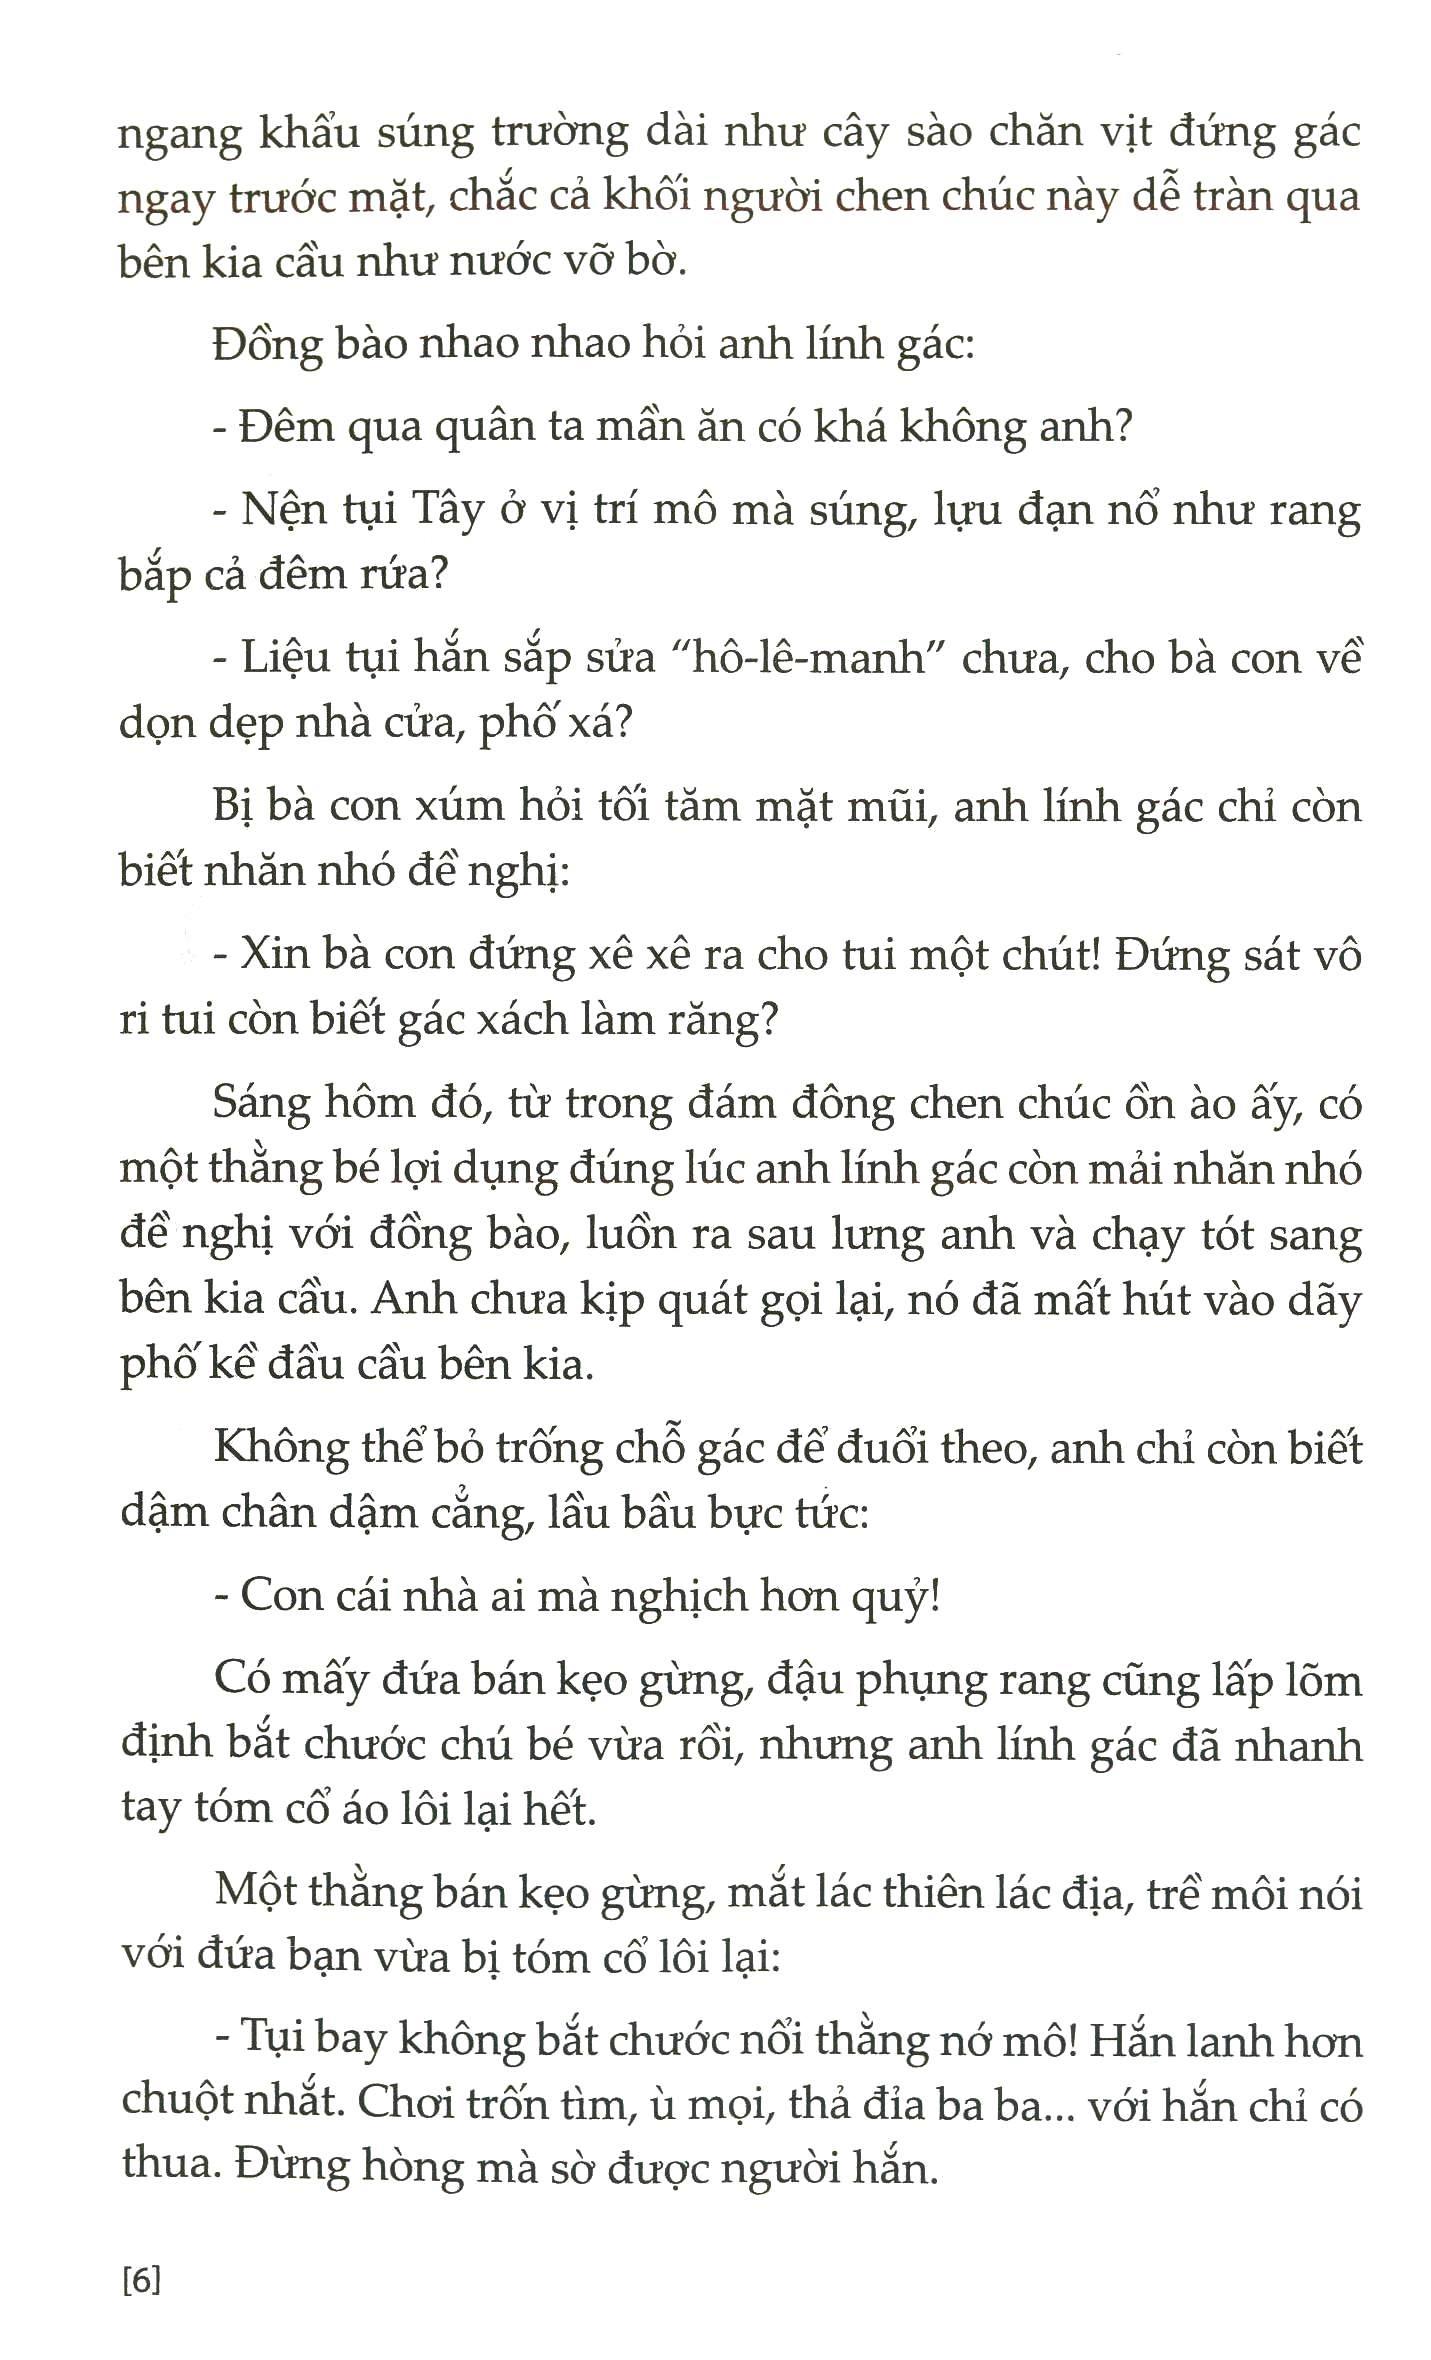 ngang khẩu súng trường dài như cây sào chăn vịt đứng gác
ngay trước mặt, chắc cả khối người chen chúc này dễ tràn qua
bên kia cầu như nước vỡ bờ.
Đồng bào nhao nhao hỏi anh lính gác:
- Đêm qua quân ta mần ăn có khá không anh?
- Nện tụi Tây ở vị trí mô mà súng, lựu đạn nổ như rang
bắp cả đêm rứa?
- Liệu tụi hắn sắp sửa "hô-lê-manh" chưa, cho bà con về
dọn dẹp nhà cửa, phố xá?
Bị bà con xúm hỏi tối tăm mặt mũi, anh lính gác chỉ còn
biết nhăn nhó đề nghị:
- Xin bà con đứng xê xê ra cho tui một chút! Đứng sát vô
ri tui còn biết gác xách làm răng?
Sáng hôm đó, từ trong đám đông chen chúc ồn ào ấy, có
một thằng bé lợi dụng đúng lúc anh lính gác còn mải nhăn nhó
đề nghị với đồng bào, luồn ra sau lưng anh và chạy tót sang
bên kia cầu. Anh chưa kịp quát gọi lại, nó đã mất hút vào dãy
phố kề đầu cầu bên kia.
Không thể bỏ trống chỗ gác để đuổi theo, anh chỉ còn biết
dậm chân dậm cẳng, lầu bầu bực tức:
- Con cái nhà ai mà nghịch hơn quỷ!
Có mấy đứa bán kẹo gừng, đậu phụng rang cũng lấp lõm
định bắt chước chú bé vừa rồi, nhưng anh lính gác đã nhanh
tay tóm cổ áo lôi lại hết.
Một thằng bán kẹo gừng, mắt lác thiên lác địa, trề môi nói
với đứa bạn vừa bị tóm cổ lôi lại:
- Tụi bay không bắt chước nổi thằng nớ mô! Hắn lanh hơn
chuột nhắt. Chơi trốn tìm, ù mọi, thả đỉa ba ba... với hắn chỉ có
thua. Đừng hòng mà sờ được người hắn.
[6]